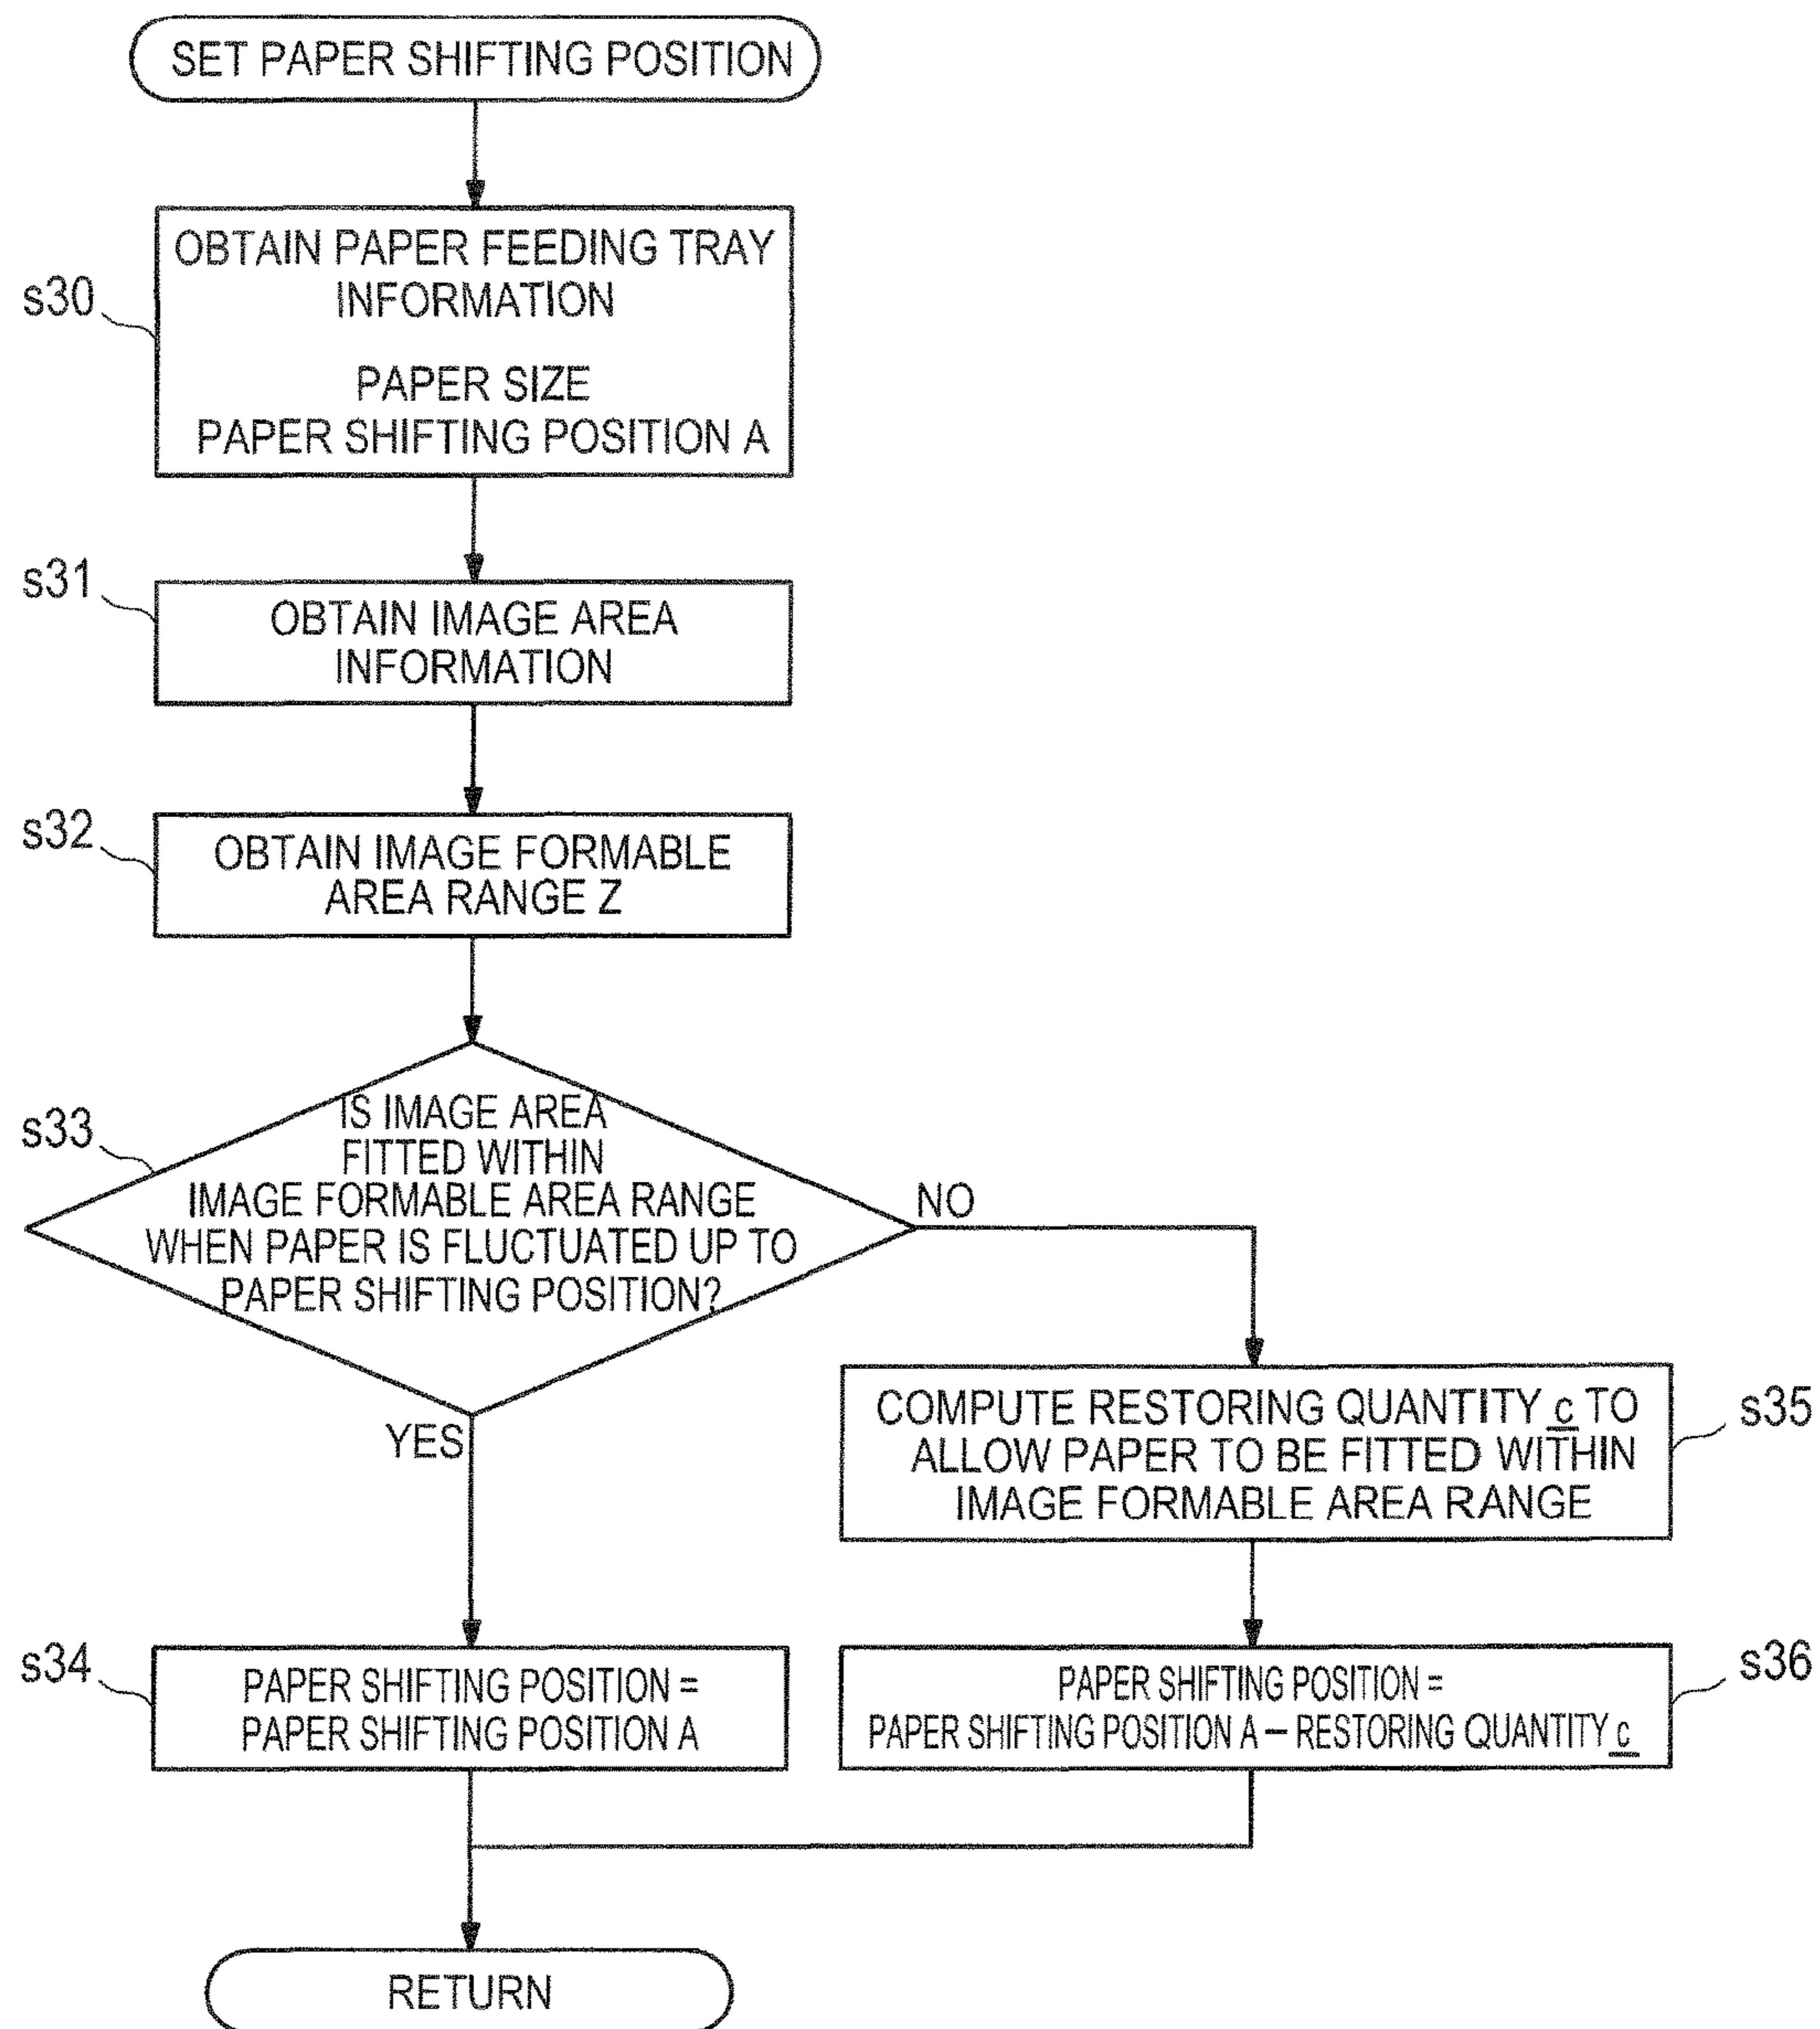 SET PAPER SHIFTING POSITION
s30
OBTAIN PAPER FEEDING TRAY
INFORMATION
PAPER SIZE
PAPER SHIFTING POSITION A
s31
OBTAIN IMAGE AREA
INFORMATION
s32
OBTAIN IMAGE FORMABLE
AREA RANGE Z
s33
IS IMAGE AREA
FITTED WITHIN
IMAGE FORMABLE AREA RANGE
WHEN PAPER IS FLUCTUATED UP TO
PAPER SHIFTING POSITION?
NO
YES
COMPUTE RESTORING QUANTITY c TO
ALLOW PAPER TO BE FITTED WITHIN
IMAGE FORMABLE AREA RANGE
s35
s34
PAPER SHIFTING POSITION =
PAPER SHIFTING POSITION A
PAPER SHIFTING POSITION =
PAPER SHIFTING POSITION A — RESTORING QUANTITY c
s36
RETURN